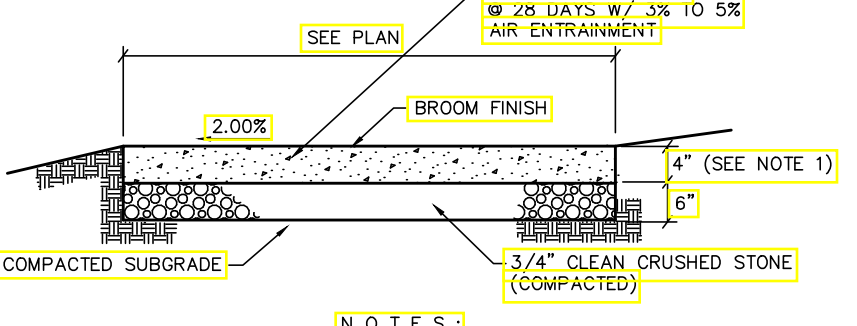 @ 28 DAYS W/ 3% TO 5%
AIR ENTRAINMENT
SEE PLAN
BROOM FINISH
2.00%
4" (SEE NOTE 1)
6"
COMPACTED SUBGRADE
3/4" CLEAN CRUSHED STONE
(COMPACTED)
N O T E S :